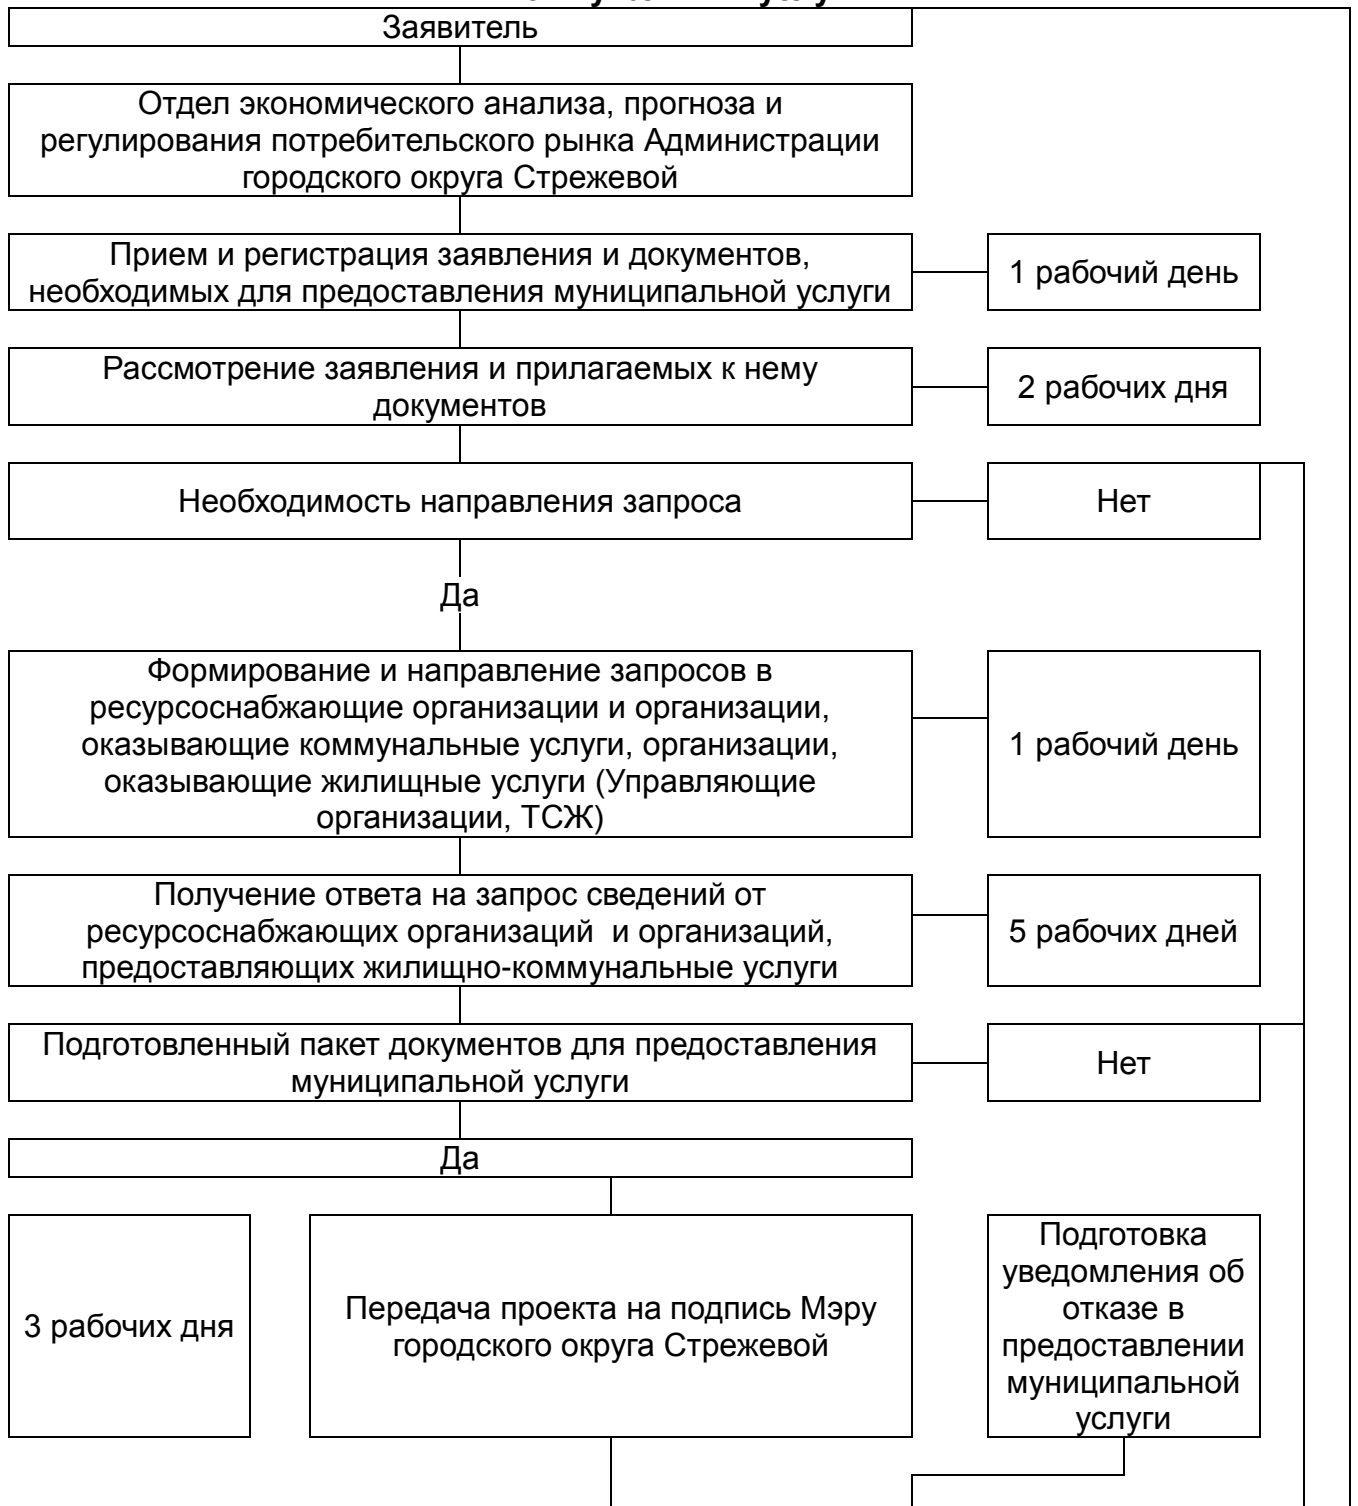 Заявитель
Отдел экономического анализа, прогноза и
регулирования потребительского рынка Администрации
городского округа Стрежевой
Прием и регистрация заявления и документов,
необходимых для предоставления муниципальной услуги
1 рабочий день
Рассмотрение заявления и прилагаемых к нему
документов
2 рабочих дня
Необходимость направления запроса
Нет
Да
Формирование и направление запросов в
ресурсоснабжающие организации и организации,
оказывающие коммунальные услуги, организации,
оказывающие жилищные услуги (Управляющие
организации, ТСЖ)
1 рабочий день
Получение ответа на запрос сведений от
ресурсоснабжающих организаций  и организаций,
предоставляющих жилищно-коммунальные услуги
5 рабочих дней
Подготовленный пакет документов для предоставления
муниципальной услуги
Нет
Да
3 рабочих дня
Передача проекта на подпись Мэру
городского округа Стрежевой
Подготовка
уведомления об
отказе в
предоставлении
муниципальной
услуги